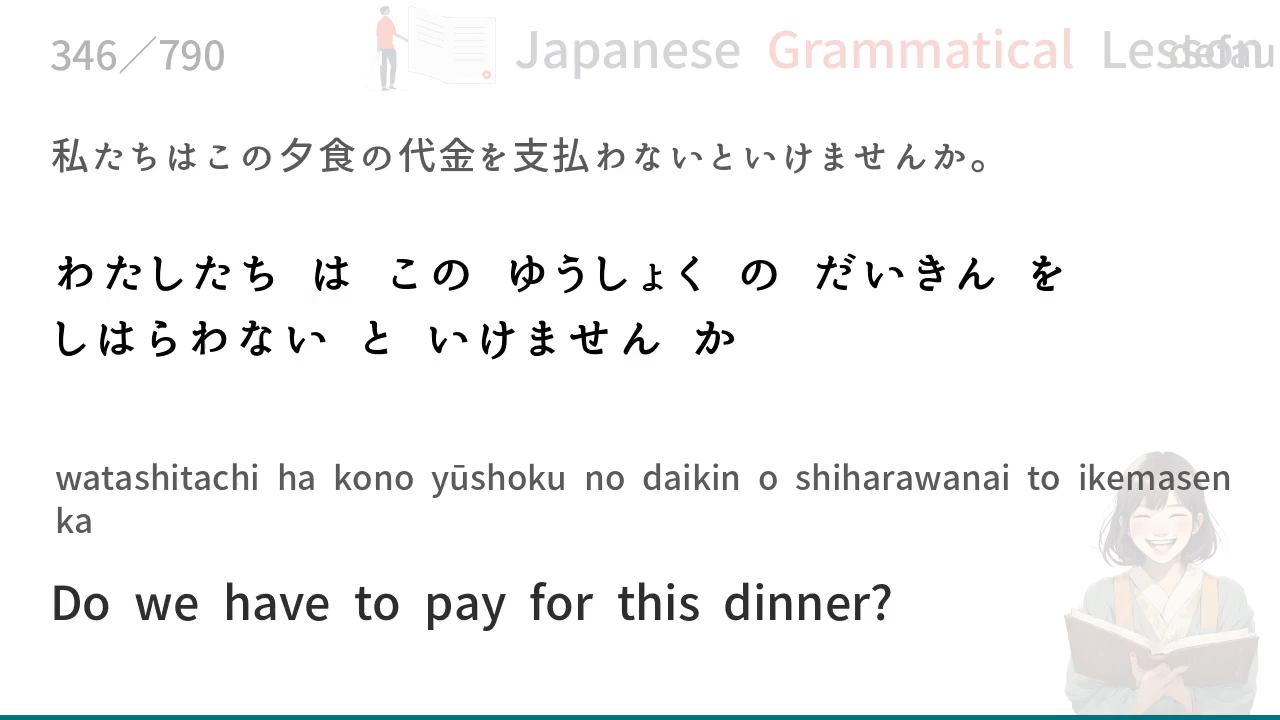 346／790
Japanese Grammatical Lesson
defau
私たちはこの夕食の代金を支払わないといけませんか。
わたしたち は この ゆうしょく の だいきん を
しはらわない と いけません か
watashitachi ha kono yūshoku no daikin o shiharawanai to ikemasen
ka
Do we have to pay for this dinner?